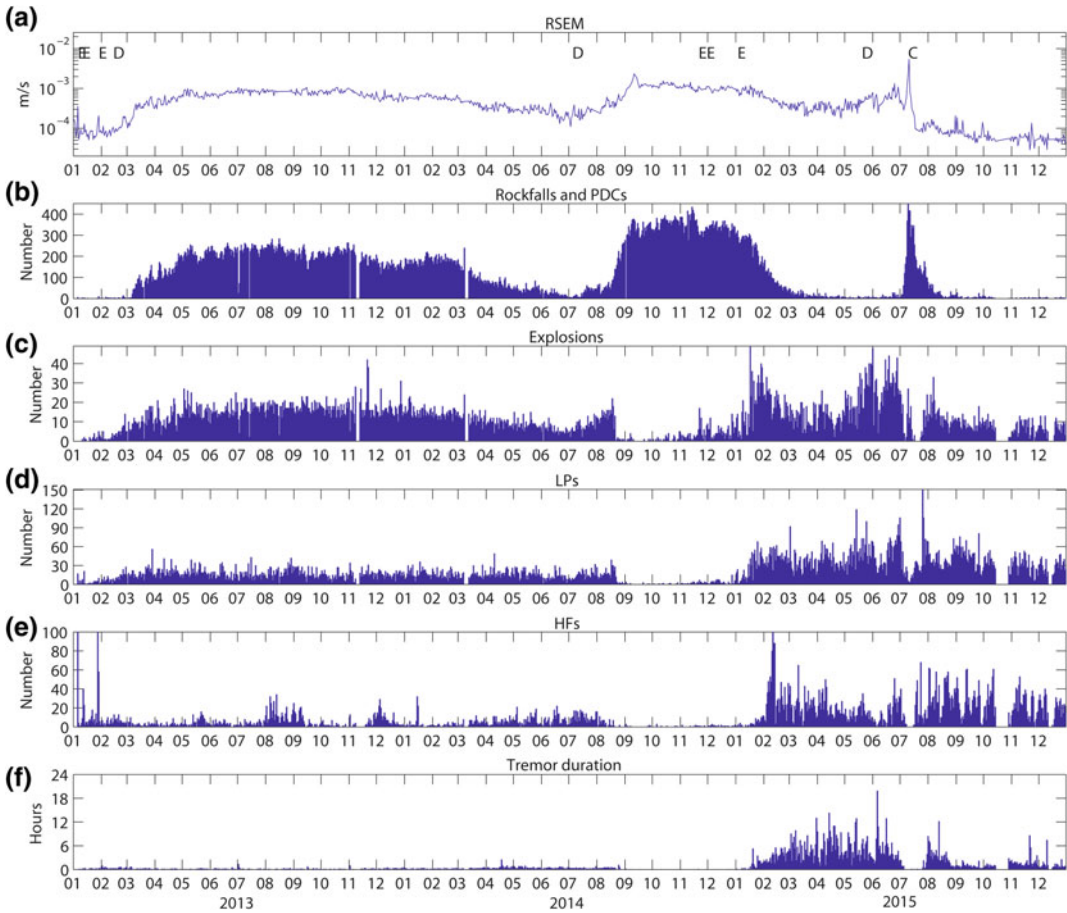 (a)
RSEM
10⁻²
EE E D D EE E D C
10⁻³
m/s
10⁻⁴
01 02 03 04 05 06 07 08 09 10 11 12 01 02 03 04 05 06 07 08 09 10 11 12 01 02 03 04 05 06 07 08 09 10 11 12
(b)
Rockfalls and PDCs
400
300
200
100
0
Number
01 02 03 04 05 06 07 08 09 10 11 12 01 02 03 04 05 06 07 08 09 10 11 12 01 02 03 04 05 06 07 08 09 10 11 12
(c)
Explosions
40
30
20
10
0
Number
01 02 03 04 05 06 07 08 09 10 11 12 01 02 03 04 05 06 07 08 09 10 11 12 01 02 03 04 05 06 07 08 09 10 11 12
(d)
LPs
150
120
90
60
30
0
Number
01 02 03 04 05 06 07 08 09 10 11 12 01 02 03 04 05 06 07 08 09 10 11 12 01 02 03 04 05 06 07 08 09 10 11 12
(e)
HFs
100
80
60
40
20
0
Number
01 02 03 04 05 06 07 08 09 10 11 12 01 02 03 04 05 06 07 08 09 10 11 12 01 02 03 04 05 06 07 08 09 10 11 12
(f)
Tremor duration
24
18
12
6
0
Hours
01 02 03 04 05 06 07 08 09 10 11 12 01 02 03 04 05 06 07 08 09 10 11 12 01 02 03 04 05 06 07 08 09 10 11 12
2013 2014 2015